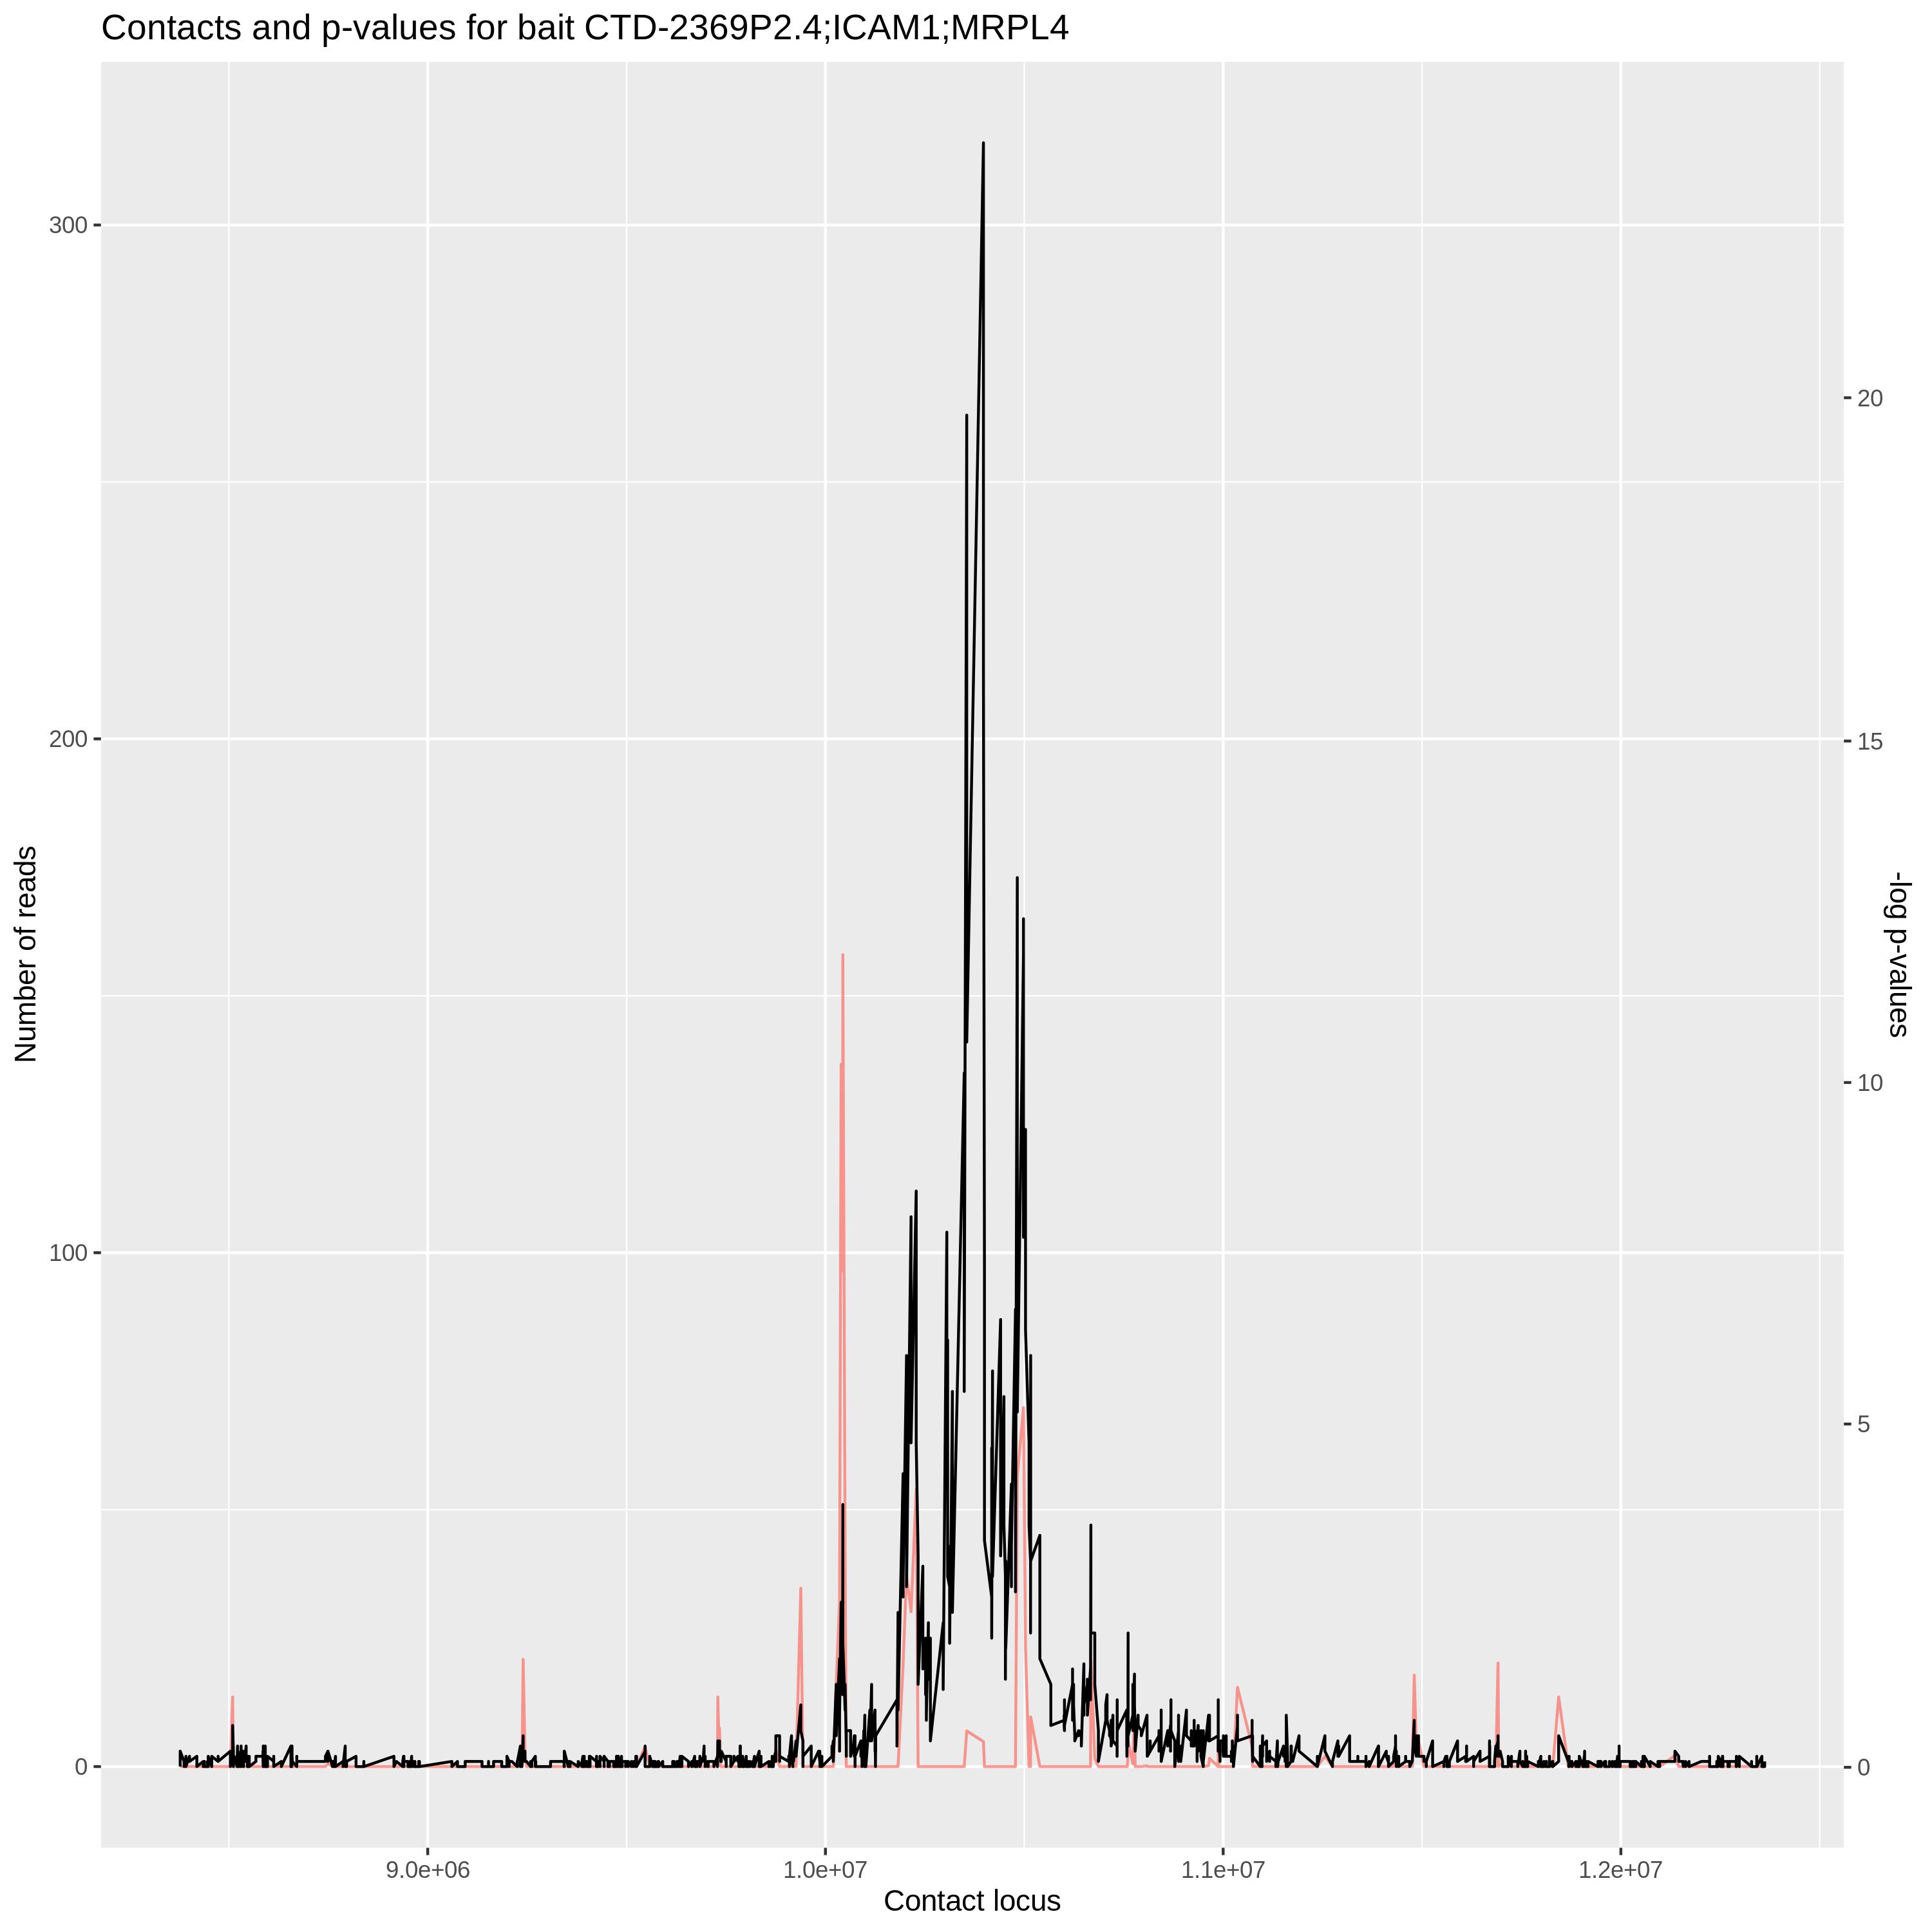 Contacts and p-values for bait CTD-2369P2.4;ICAM1;MRPL4
300
200
100
0
Number of reads
20
15
10
5
0
-log p-values
9.0e+06
1.0e+07
1.1e+07
1.2e+07
Contact locus